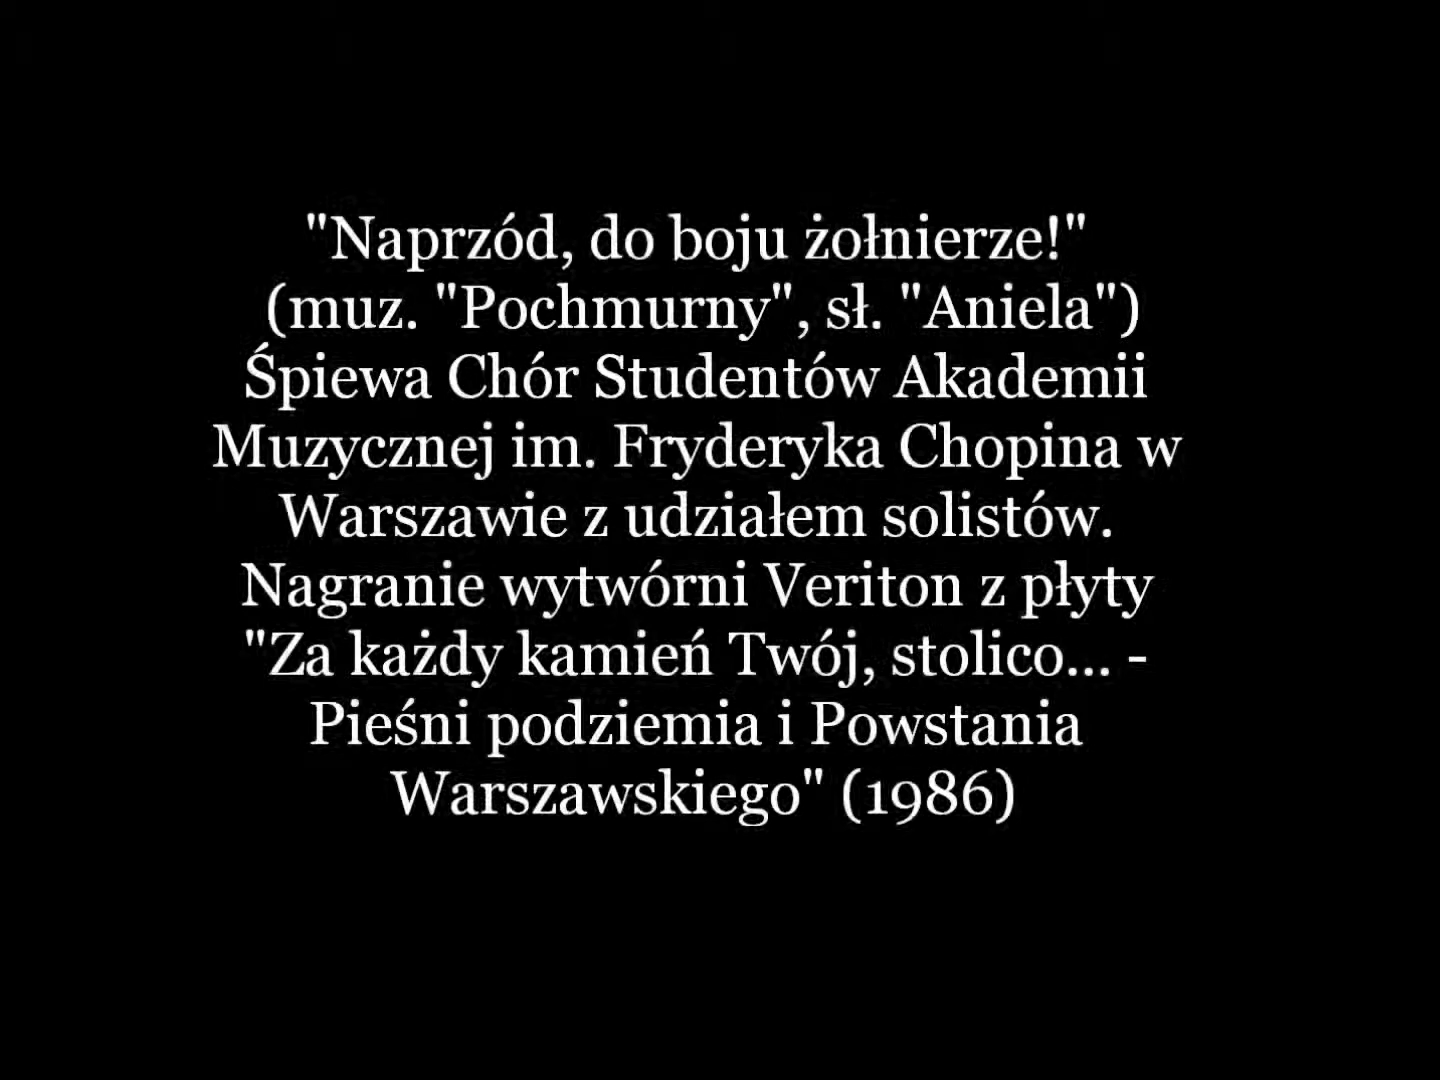 "Naprzód, do boju żołnierze!"
(muz. "Pochmurny", sł. "Aniela")
Śpiewa Chór Studentów Akademii
Muzycznej im. Fryderyka Chopina w
Warszawie z udziałem solistów.
Nagranie wytwórni Veriton z płyty
"Za każdy kamień Twój, stolico... -
Pieśni podziemia i Powstania
Warszawskiego" (1986)